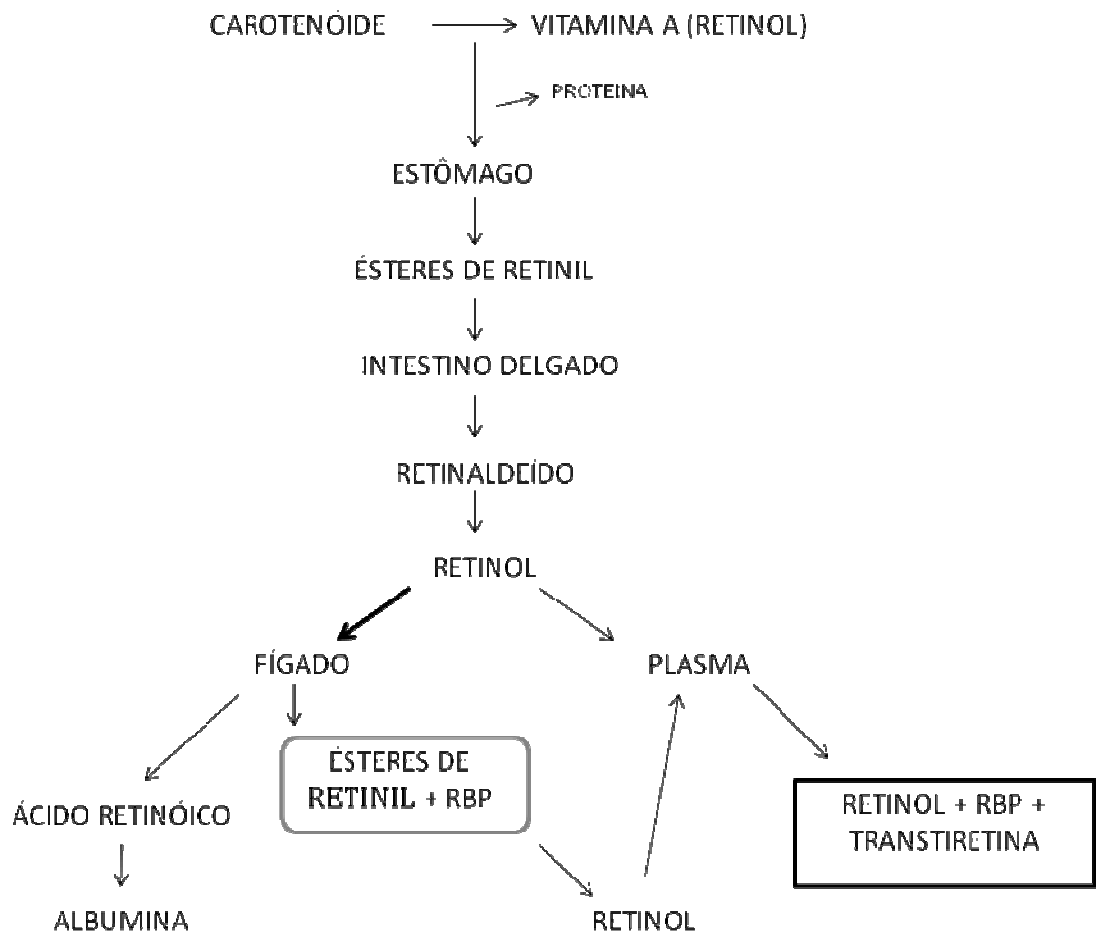 CAROTENÓIDE
VITAMINA A (RETINOL)
PROTEINA
ESTÔMAGO
ÉSTERES DE RETINIL
INTESTINO DELGADO
RETINALDEÍDO
RETINOL
FÍGADO
PLASMA
ÉSTERES DE
RETINIL + RBP
RETINOL + RBP +
TRANSTIRETINA
ÁCIDO RETINÓICO
ALBUMINA
RETINOL